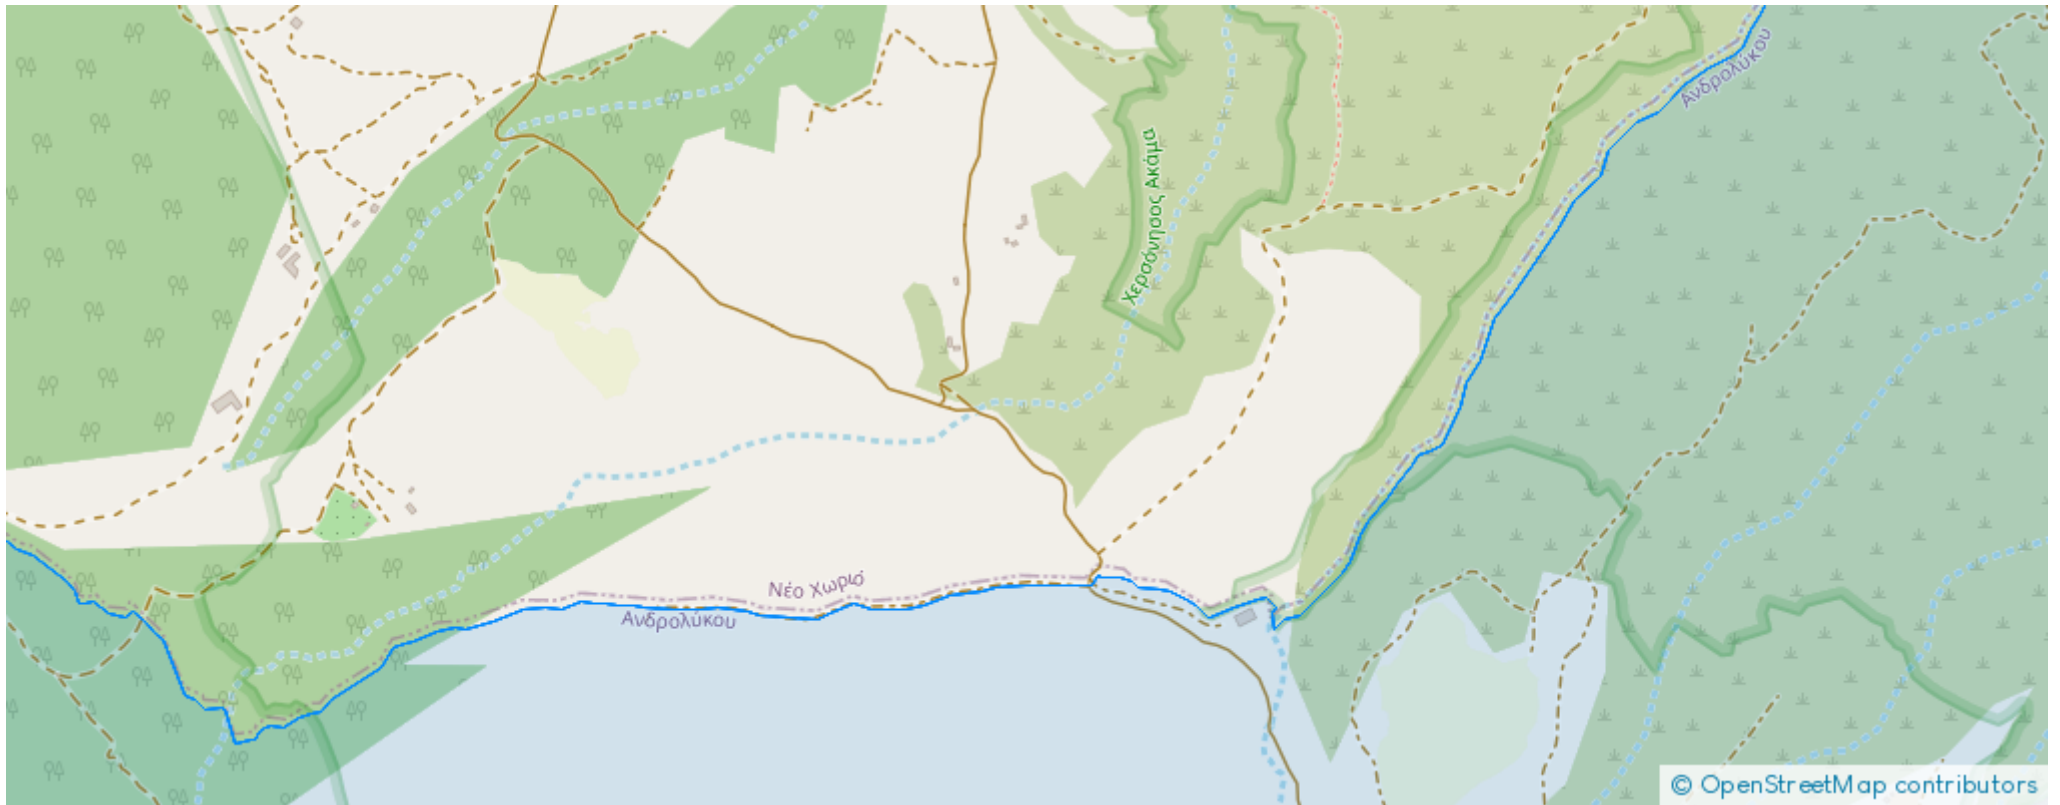 Ανδρολύκου
Χερσόνησος Ακάμα
Νέο Χωριό
Ανδρολύκου
© OpenStreetMap contributors